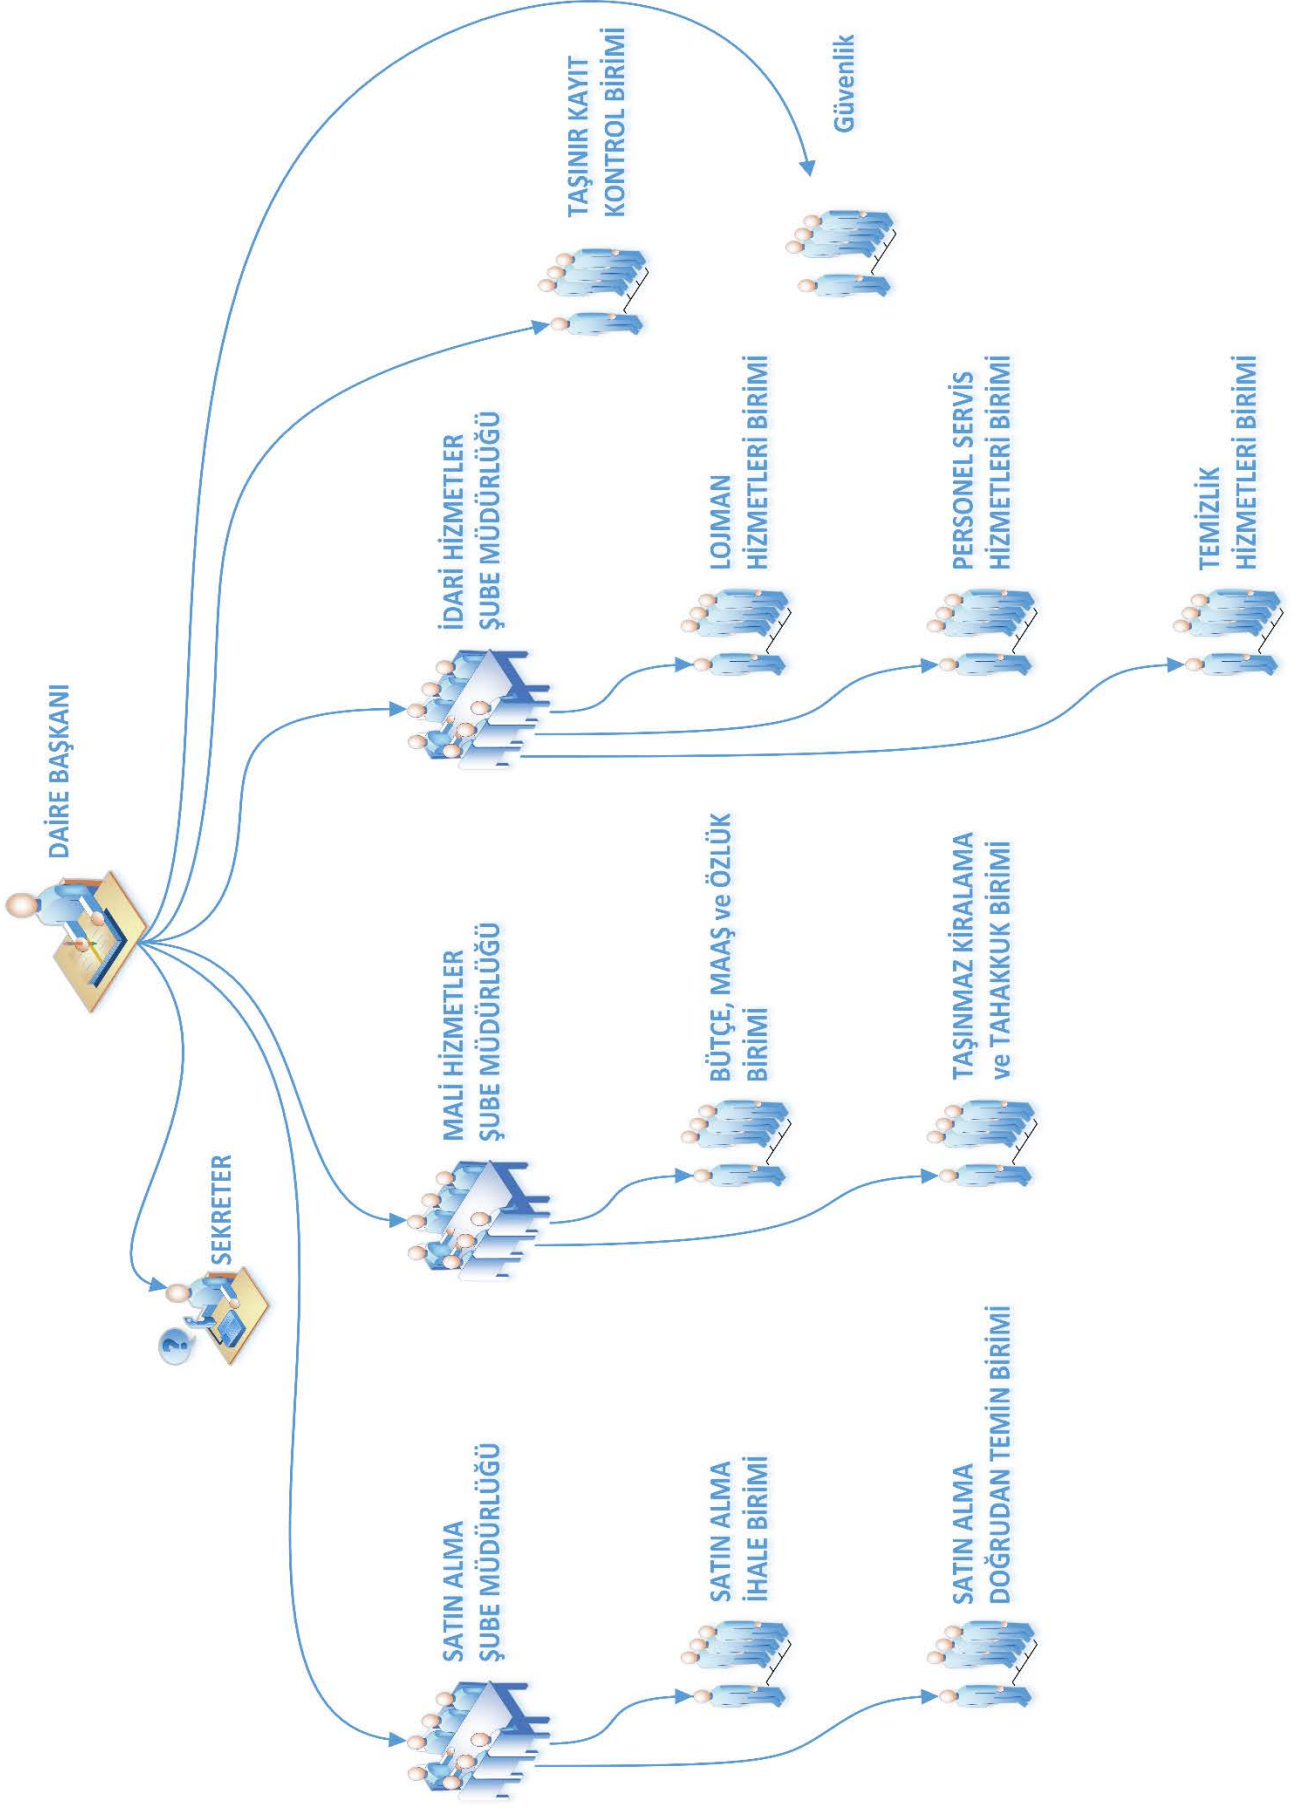 DAİRE BAŞKANI
SEKRETER
SATIN ALMA
ŞUBE MÜDÜRLÜĞÜ
MALİ HİZMETLER
ŞUBE MÜDÜRLÜĞÜ
İDARİ HİZMETLER
ŞUBE MÜDÜRLÜĞÜ
TAŞINIR KAYIT
KONTROL BİRİMİ
SATIN ALMA
İHALE BİRİMİ
BÜTÇE, MAAŞ ve ÖZLÜK
BİRİMİ
LOJMAN
HİZMETLERİ BİRİMİ
Güvenlik
SATIN ALMA
DOĞRUDAN TEMİN BİRİMİ
TAŞINMAZ KİRALAMA
ve TAHAKKUK BİRİMİ
PERSONEL SERVİS
HİZMETLERİ BİRİMİ
TEMİZLİK
HİZMETLERİ BİRİMİ
?